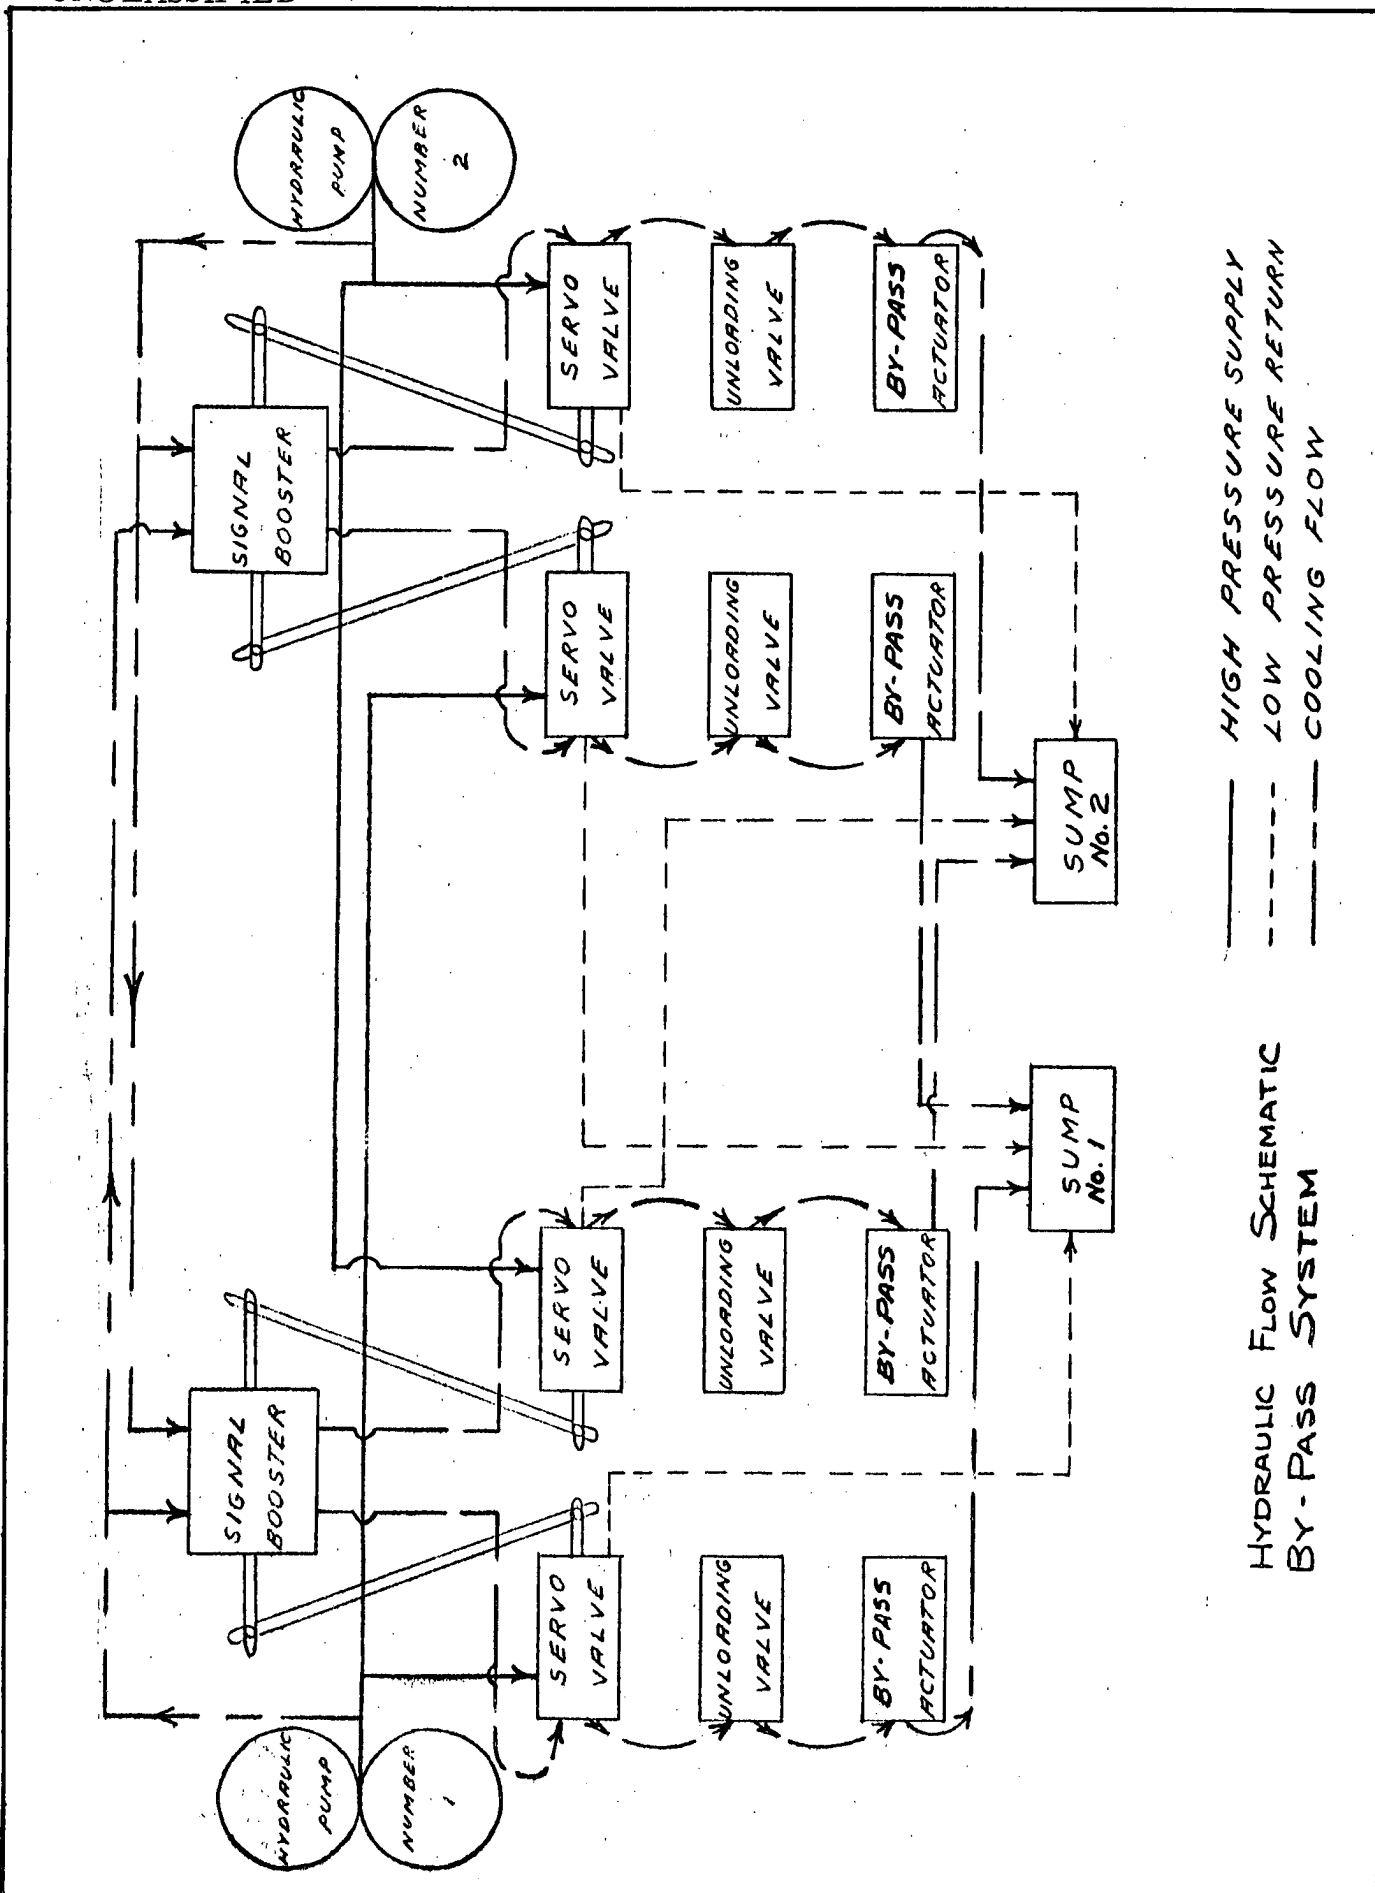 UNCLASSIFIED
HYDRAULIC
PUMP
NUMBER
1
SIGNAL
BOOSTER
SERVO
VALVE
UNLOADING
VALVE
BY-PASS
ACTUATOR
SERVO
VALVE
UNLOADING
VALVE
BY-PASS
ACTUATOR
SUMP
No. 1
HYDRAULIC
PUMP
NUMBER
2
SIGNAL
BOOSTER
SERVO
VALVE
UNLOADING
VALVE
BY-PASS
ACTUATOR
SERVO
VALVE
UNLOADING
VALVE
BY-PASS
ACTUATOR
SUMP
No. 2
HIGH PRESSURE SUPPLY
LOW PRESSURE RETURN
COOLING FLOW
HYDRAULIC FLOW SCHEMATIC
BY-PASS SYSTEM